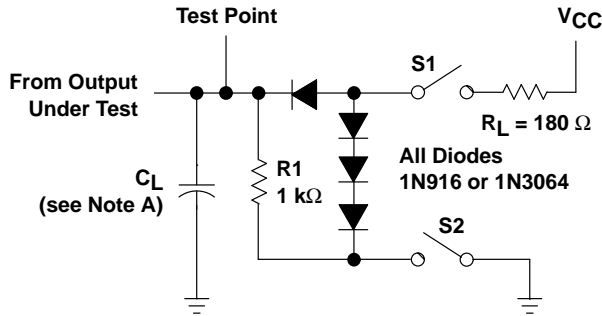 Test Point
VCC
S1
From Output
Under Test
RL = 180 Ω
All Diodes
1N916 or 1N3064
R1
1 kΩ
CL
(see Note A)
S2